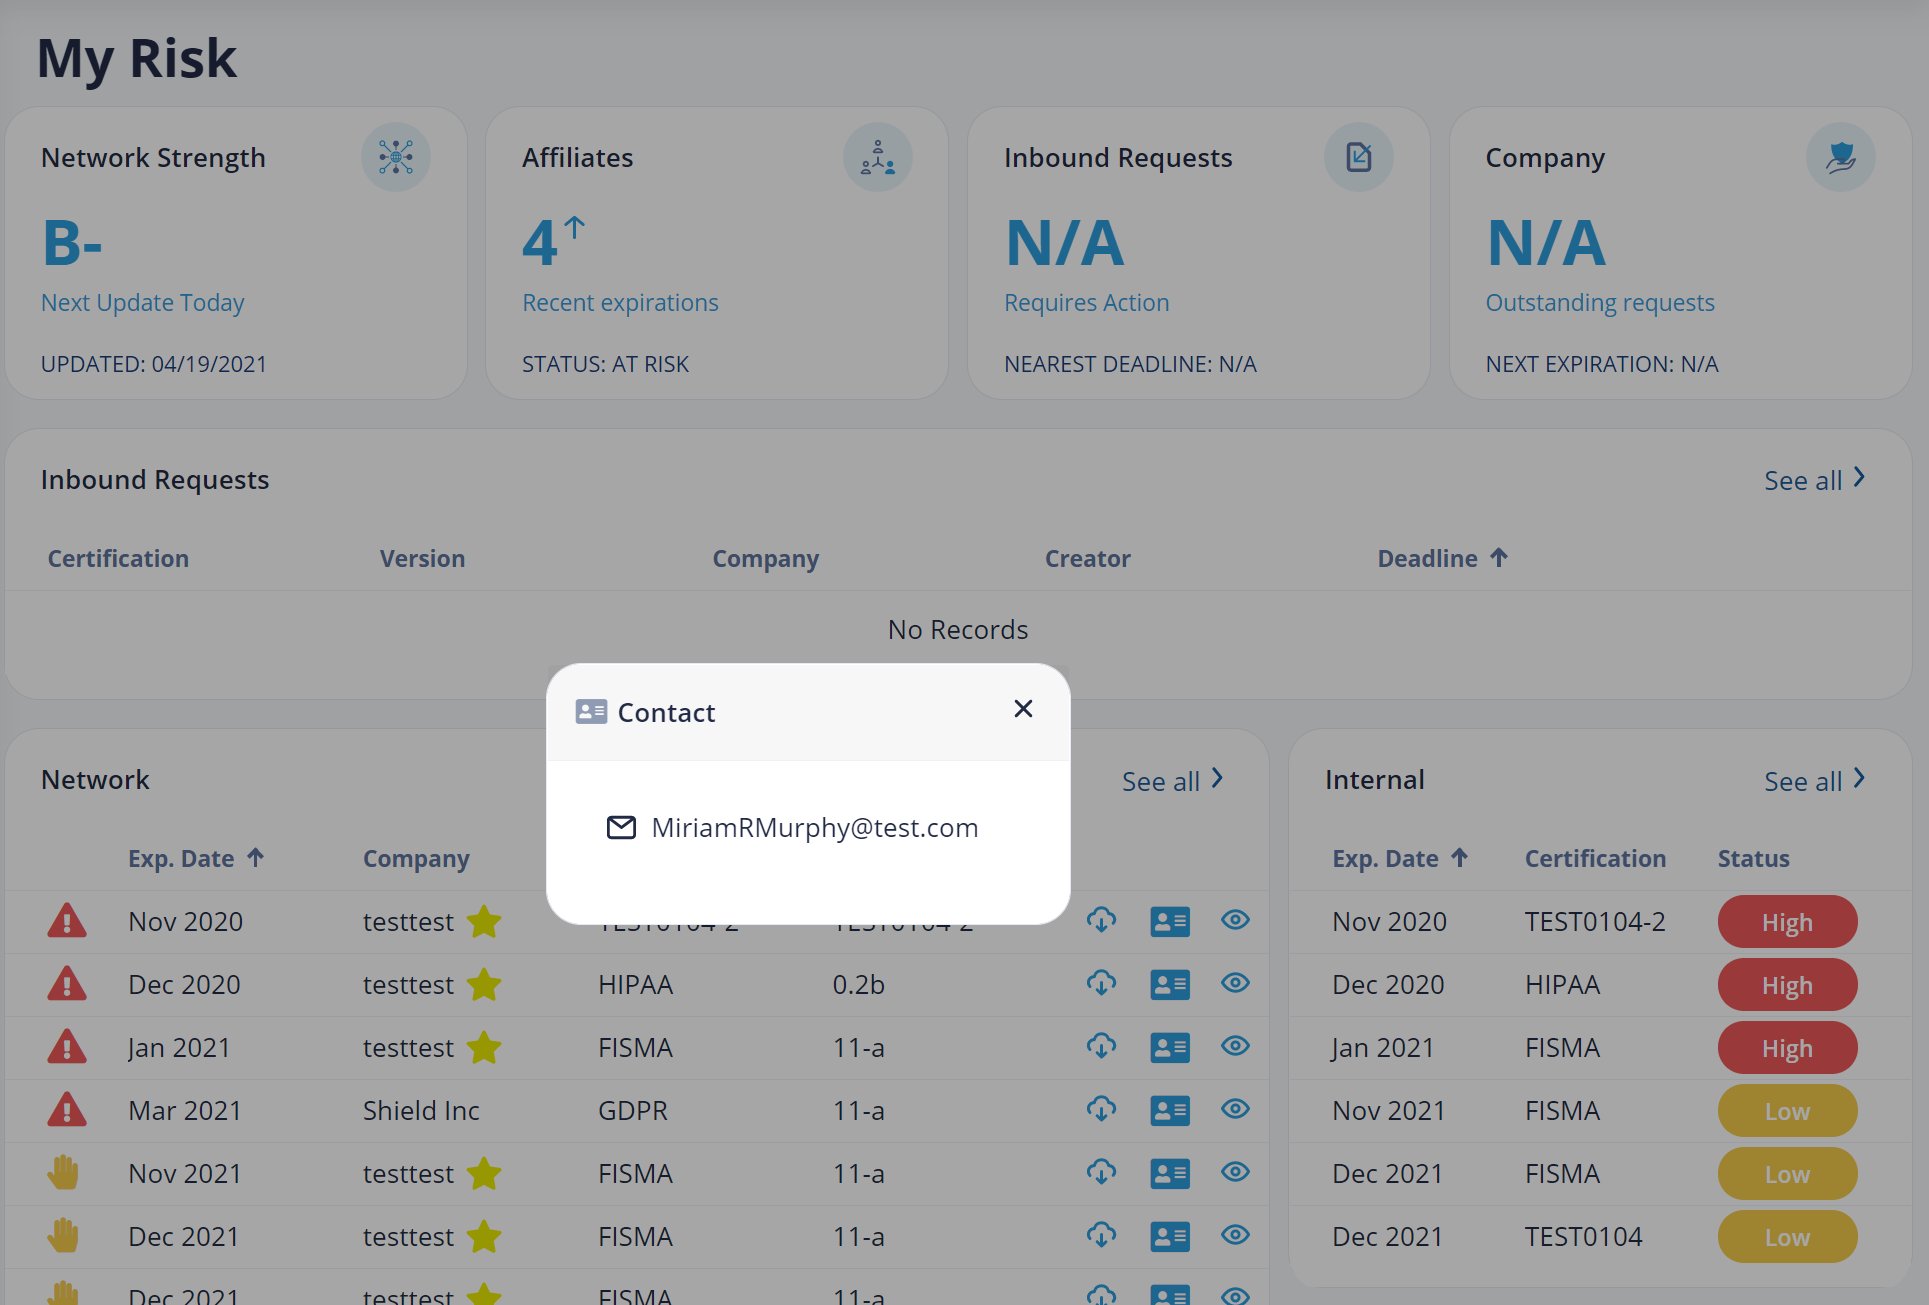 My Risk
Network Strength
B-
Next Update Today
UPDATED: 04/19/2021
Affiliates
4
Recent expirations
STATUS: AT RISK
Inbound Requests
N/A
Requires Action
NEAREST DEADLINE: N/A
Company
N/A
Outstanding requests
NEXT EXPIRATION: N/A
Inbound Requests See all
Certification Version Company Creator Deadline
No Records
Contact
MiriamRMurphy@test.com
Network See all
Exp. Date Company
Nov 2020 testtest TEST0104-2 TEST0104-2
Dec 2020 testtest HIPAA 0.2b
Jan 2021 testtest FISMA 11-a
Mar 2021 Shield Inc GDPR 11-a
Nov 2021 testtest FISMA 11-a
Dec 2021 testtest FISMA 11-a
Dec 2021 testtest FISMA 11-a
Internal See all
Exp. Date Certification Status
Nov 2020 TEST0104-2 High
Dec 2020 HIPAA High
Jan 2021 FISMA High
Nov 2021 FISMA Low
Dec 2021 FISMA Low
Dec 2021 TEST0104 Low